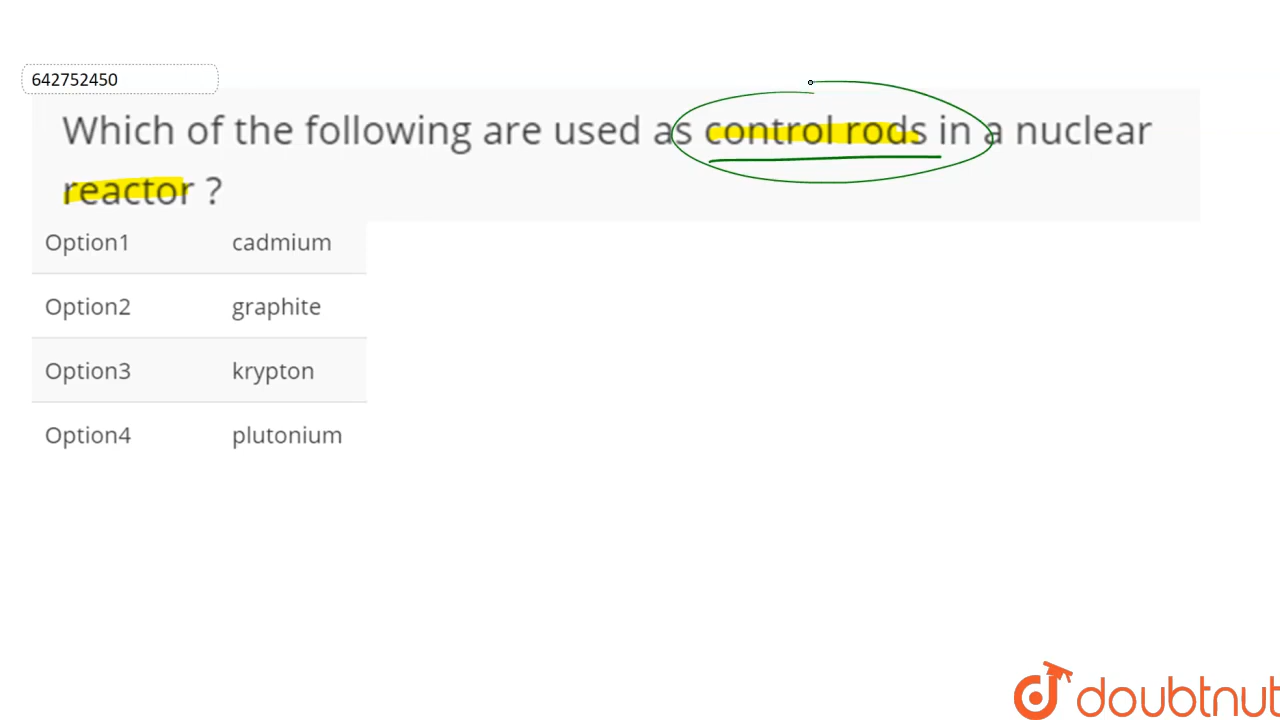 642752450
Which of the following are used as control rods in a nuclear
reactor ?
Option1 cadmium
Option2 graphite
Option3 krypton
Option4 plutonium
doubtnut